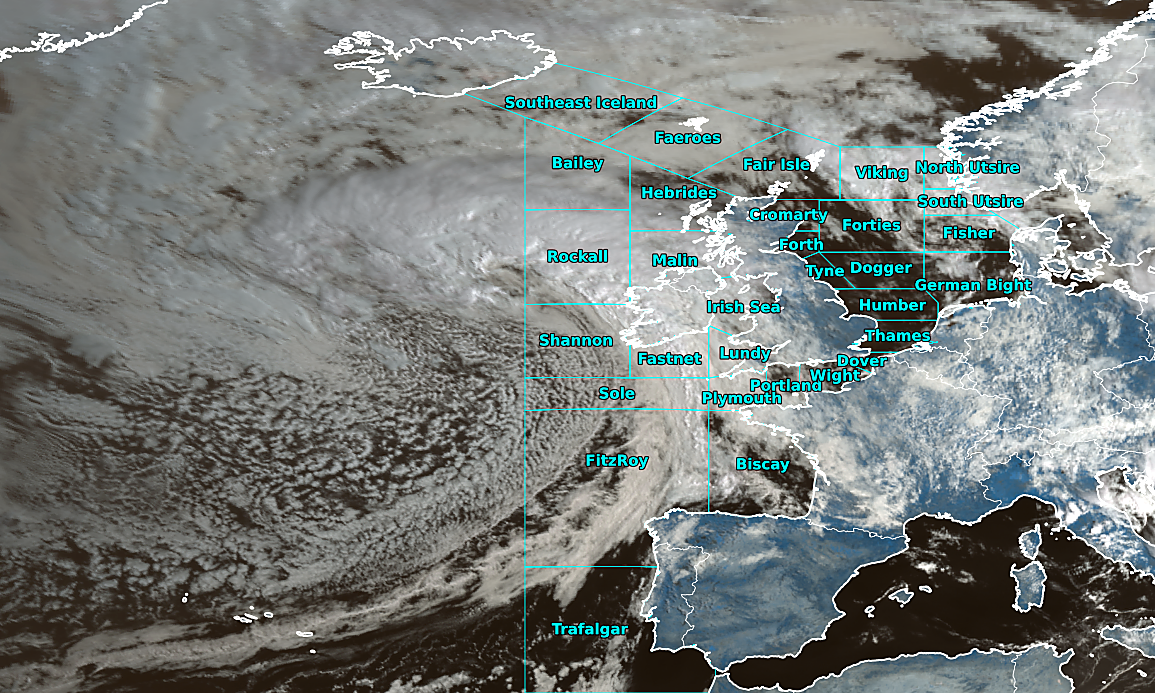 Southeast Iceland
Faeroes
Bailey
Fair Isle
Viking
North Utsire
Hebrides
South Utsire
Cromarty
Forties
Fisher
Forth
Rockall
Malin
Tyne
Dogger
German Bight
Irish Sea
Humber
Shannon
Thames
Fastnet
Lundy
Dover
Wight
Portland
Sole
Plymouth
FitzRoy
Biscay
Trafalgar